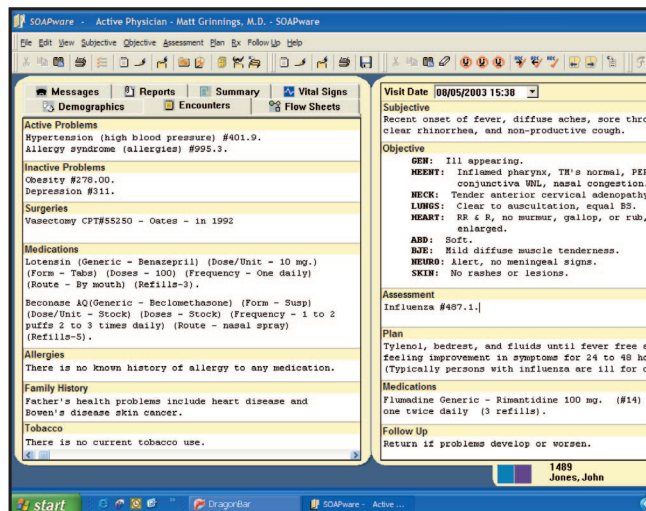 SOAPware - Active Physician - Matt Grinnings, M.D. - SOAPware
File Edit View Subjective Objective Assessment Plan Rx Follow Up Help
Messages Reports Summary Vital Signs
Demographics Encounters Flow Sheets
Active Problems
Hypertension (high blood pressure) #401.9.
Allergy syndrome (allergies) #995.3.
Inactive Problems
Obesity #278.00.
Depression #311.
Surgeries
Vasectomy CPT#55250 - Oates - in 1992
Medications
Lotensin (Generic - Benazepril) (Dose/Unit - 10 mg.)
(Form - Tabs) (Doses - 100) (Frequency - One daily)
(Route - By mouth) (Refills-3).
Beconase AQ(Generic - Beclomethasone) (Form - Susp)
(Dose/Unit - Stock) (Doses - Stock) (Frequency - 1 to 2
puffs 2 to 3 times daily) (Route - nasal spray)
(Refills-5).
Allergies
There is no known history of allergy to any medication.
Family History
Father's health problems include heart disease and
Bowen's disease skin cancer.
Tobacco
There is no current tobacco use.
Visit Date 08/05/2003 15:38
Subjective
Recent onset of fever, diffuse aches, sore thro
clear rhinorrhea, and non-productive cough.
Objective
GEN: Ill appearing.
HEENT: Inflamed pharynx, TM's normal, PER
conjunctiva WNL, nasal congestion.
NECK: Tender anterior cervical adenopathy
LUNGS: Clear to auscultation, equal BS.
HEART: RR & R, no murmur, gallop, or rub,
enlarged.
ABD: Soft.
BJE: Mild diffuse muscle tenderness.
NEURO: Alert, no meningeal signs.
SKIN: No rashes or lesions.
Assessment
Influenza #487.1.
Plan
Tylenol, bedrest, and fluids until fever free a
feeling improvement in symptoms for 24 to 48 ho
(Typically persons with influenza are ill for
Medications
Flumadine Generic - Rimantidine 100 mg. (#14)
one twice daily (3 refills).
Follow Up
Return if problems develop or worsen.
1489
Jones, John
start DragonBar SOAPware - Active ...